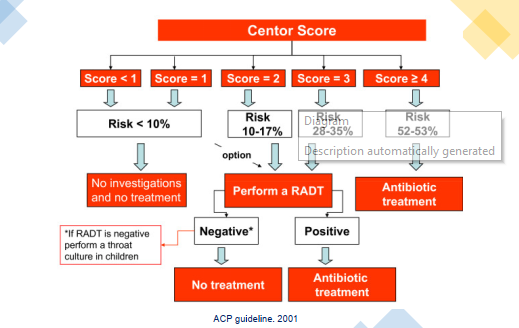 Centor Score
Score < 1
Score = 1
Score = 2
Score = 3
Score ≥ 4
Risk < 10%
Risk
10-17%
Risk
28-35%
Risk
52-53%
Diagram
Description automatically generated
option
No investigations
and no treatment
Perform a RADT
Antibiotic
treatment
*If RADT is negative
perform a throat
culture in children
Negative*
Positive
No treatment
Antibiotic
treatment
ACP guideline. 2001